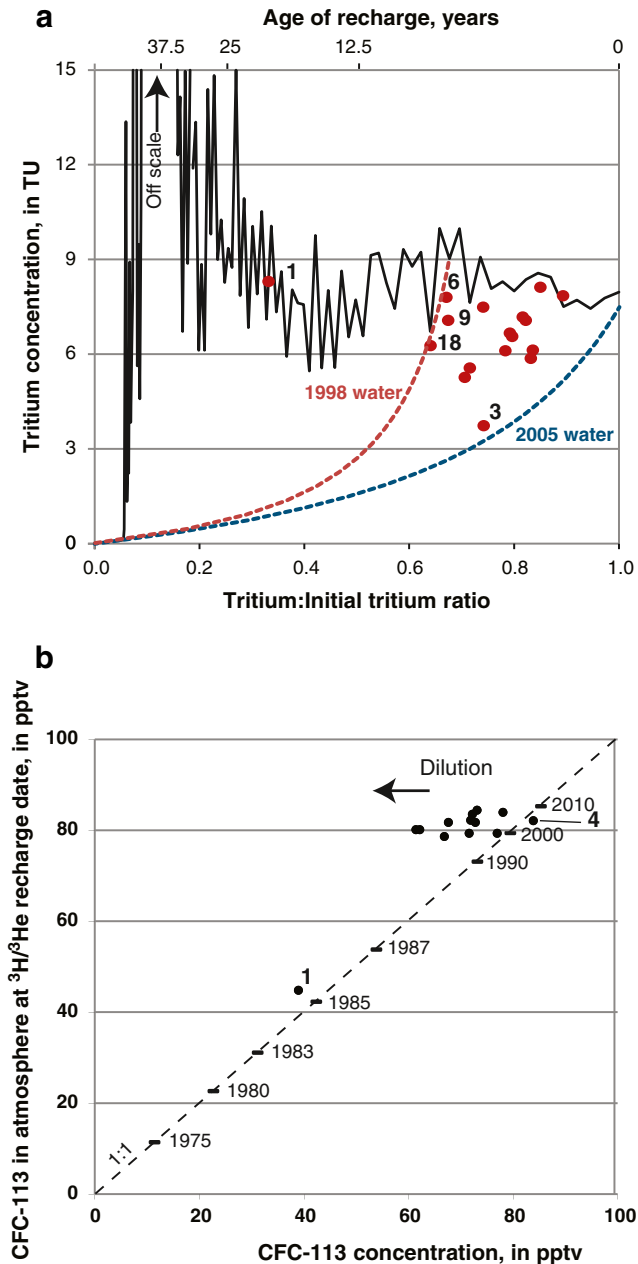 a
Age of recharge, years
37.5 25 12.5 0
Tritium concentration, in TU
15
12
9
6
3
0
Off scale
1
6
9
18
3
1998 water
2005 water
0.0 0.2 0.4 0.6 0.8 1.0
Tritium:Initial tritium ratio
b
CFC-113 in atmosphere at ³H/³He recharge date, in pptv
100
80
60
40
20
0
Dilution
2010
4
2000
1990
1987
1
1985
1983
1980
1975
1:1
0 20 40 60 80 100
CFC-113 concentration, in pptv